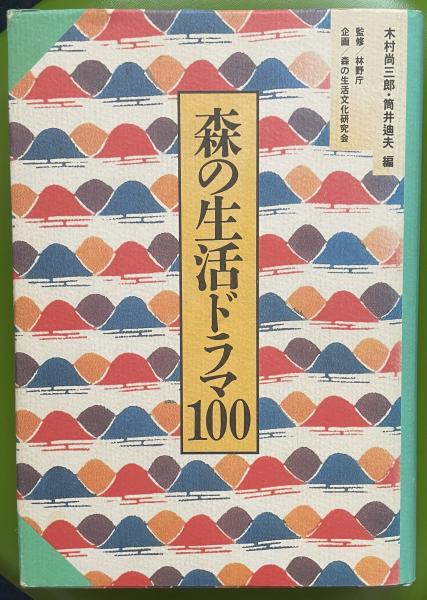 木村尚三郎・筒井迪夫 編
監修/林野庁
企画/森の生活文化研究会
森の生活ドラマ100